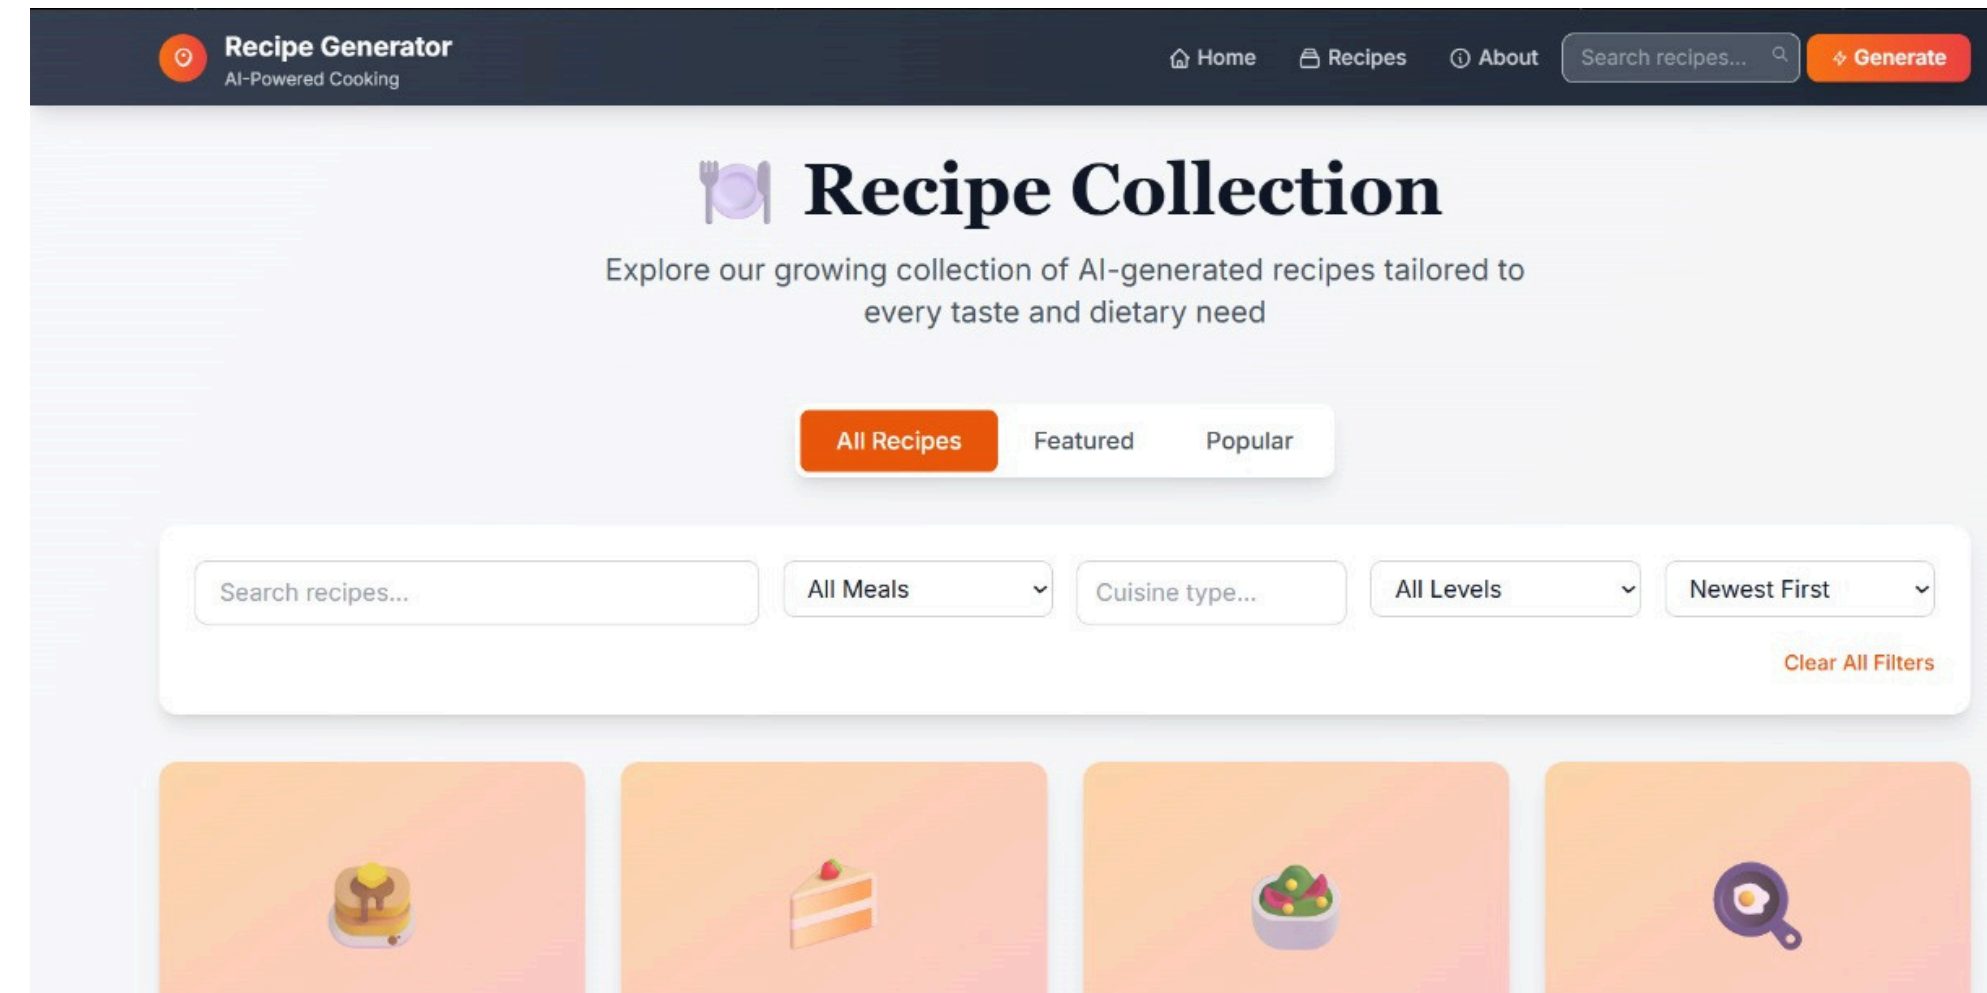 Recipe Generator
AI-Powered Cooking
Home
Recipes
About
Search recipes...
Generate
Recipe Collection
Explore our growing collection of AI-generated recipes tailored to
every taste and dietary need
All Recipes
Featured
Popular
Search recipes...
All Meals
Cuisine type...
All Levels
Newest First
Clear All Filters